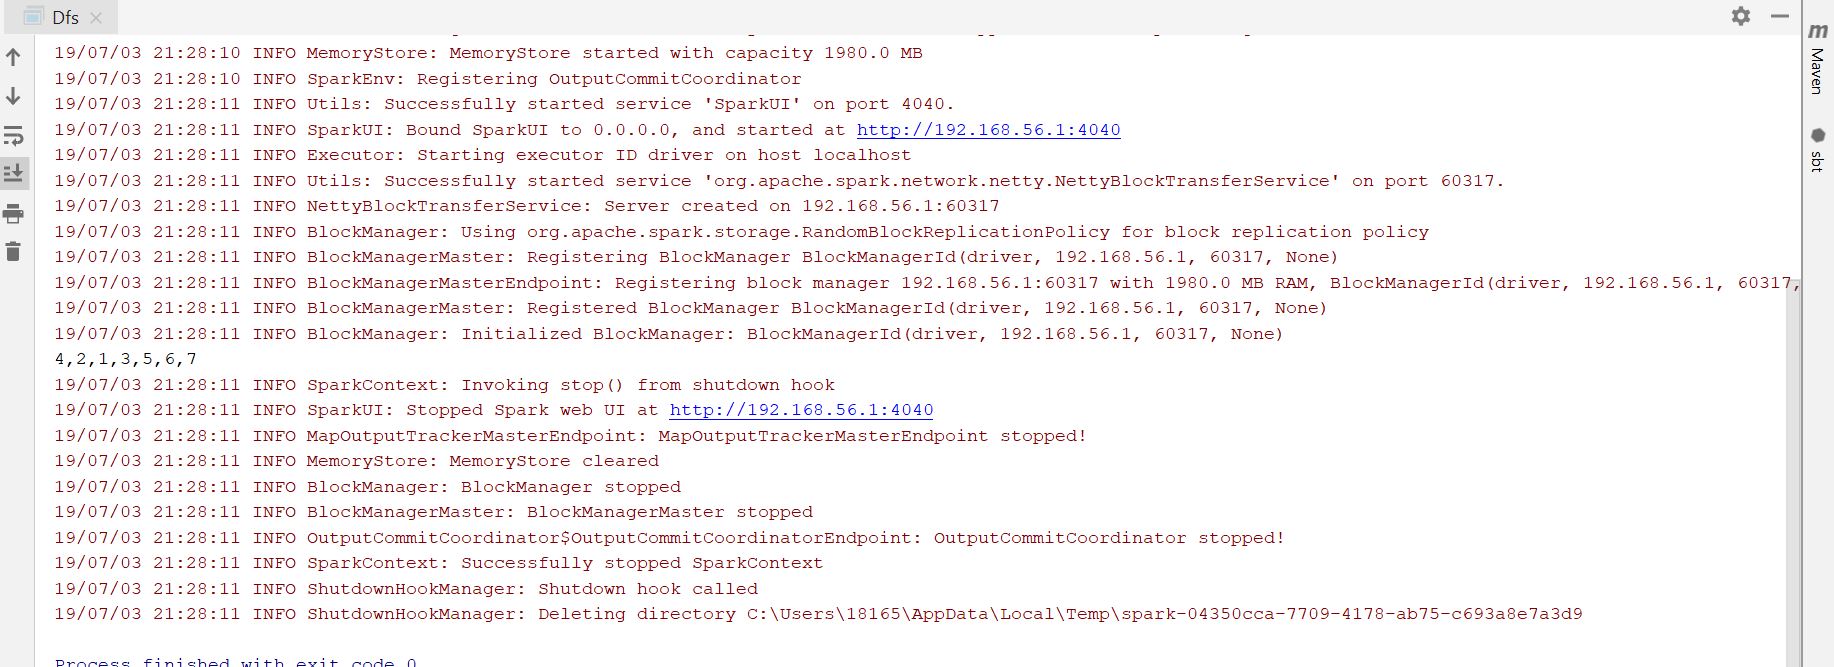 Dfs
19/07/03 21:28:10 INFO MemoryStore: MemoryStore started with capacity 1980.0 MB
19/07/03 21:28:10 INFO SparkEnv: Registering OutputCommitCoordinator
19/07/03 21:28:11 INFO Utils: Successfully started service 'SparkUI' on port 4040.
19/07/03 21:28:11 INFO SparkUI: Bound SparkUI to 0.0.0.0, and started at http://192.168.56.1:4040
19/07/03 21:28:11 INFO Executor: Starting executor ID driver on host localhost
19/07/03 21:28:11 INFO Utils: Successfully started service 'org.apache.spark.network.netty.NettyBlockTransferService' on port 60317.
19/07/03 21:28:11 INFO NettyBlockTransferService: Server created on 192.168.56.1:60317
19/07/03 21:28:11 INFO BlockManager: Using org.apache.spark.storage.RandomBlockReplicationPolicy for block replication policy
19/07/03 21:28:11 INFO BlockManagerMaster: Registering BlockManager BlockManagerId(driver, 192.168.56.1, 60317, None)
19/07/03 21:28:11 INFO BlockManagerMasterEndpoint: Registering block manager 192.168.56.1:60317 with 1980.0 MB RAM, BlockManagerId(driver, 192.168.56.1, 60317,
19/07/03 21:28:11 INFO BlockManagerMaster: Registered BlockManager BlockManagerId(driver, 192.168.56.1, 60317, None)
19/07/03 21:28:11 INFO BlockManager: Initialized BlockManager: BlockManagerId(driver, 192.168.56.1, 60317, None)
4,2,1,3,5,6,7
19/07/03 21:28:11 INFO SparkContext: Invoking stop() from shutdown hook
19/07/03 21:28:11 INFO SparkUI: Stopped Spark web UI at http://192.168.56.1:4040
19/07/03 21:28:11 INFO MapOutputTrackerMasterEndpoint: MapOutputTrackerMasterEndpoint stopped!
19/07/03 21:28:11 INFO MemoryStore: MemoryStore cleared
19/07/03 21:28:11 INFO BlockManager: BlockManager stopped
19/07/03 21:28:11 INFO BlockManagerMaster: BlockManagerMaster stopped
19/07/03 21:28:11 INFO OutputCommitCoordinator$OutputCommitCoordinatorEndpoint: OutputCommitCoordinator stopped!
19/07/03 21:28:11 INFO SparkContext: Successfully stopped SparkContext
19/07/03 21:28:11 INFO ShutdownHookManager: Shutdown hook called
19/07/03 21:28:11 INFO ShutdownHookManager: Deleting directory C:\Users\18165\AppData\Local\Temp\spark-04350cca-7709-4178-ab75-c693a8e7a3d9
Process finished with exit code 0
m
Maven
sbt